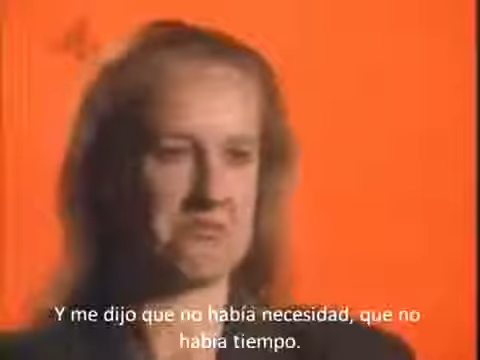 Y me dijo que no había necesidad, que no
había tiempo.